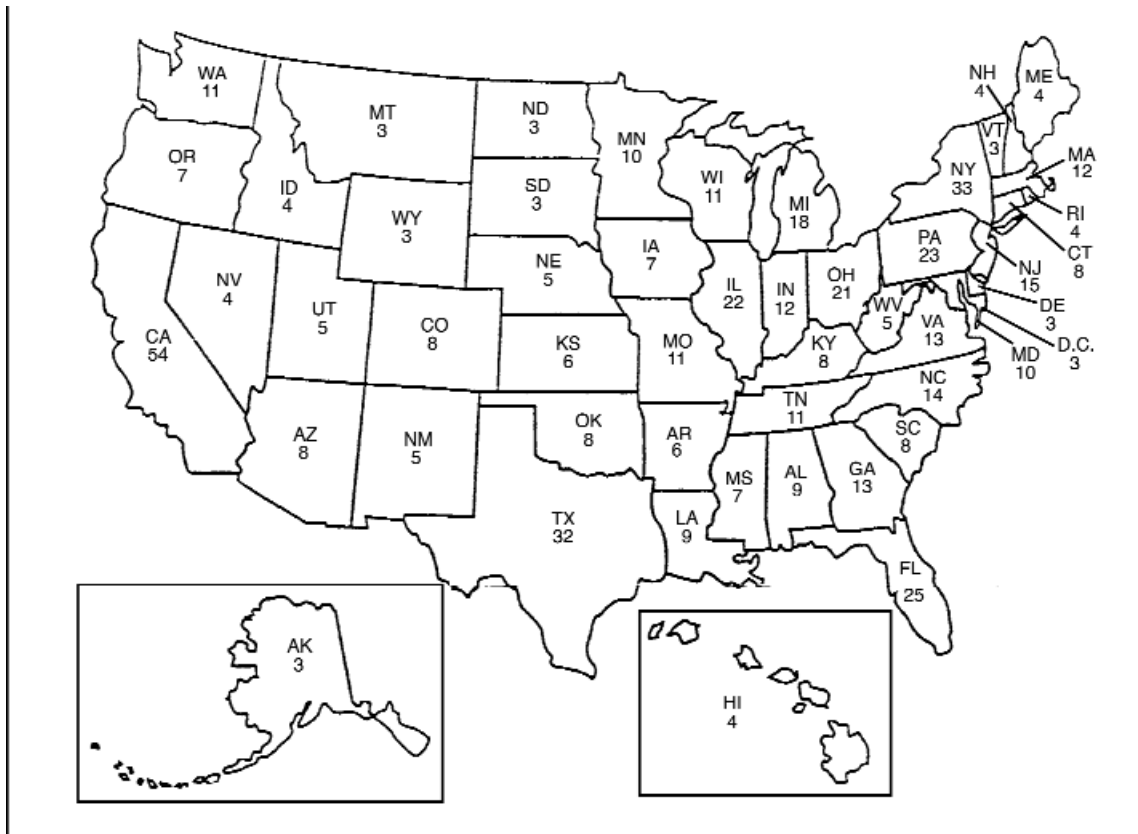 WA
11
OR
7
CA
54
ID
4
NV
4
MT
3
WY
3
UT
5
CO
8
AZ
8
NM
5
ND
3
SD
3
NE
5
KS
6
OK
8
TX
32
MN
10
IA
7
MO
11
AR
6
LA
9
WI
11
IL
22
MI
18
IN
12
OH
21
KY
8
TN
11
MS
7
AL
9
GA
13
FL
25
SC
8
NC
14
VA
13
WV
5
PA
23
NY
33
VT
3
NH
4
ME
4
MA
12
RI
4
CT
8
NJ
15
DE
3
D.C.
3
MD
10
AK
3
HI
4